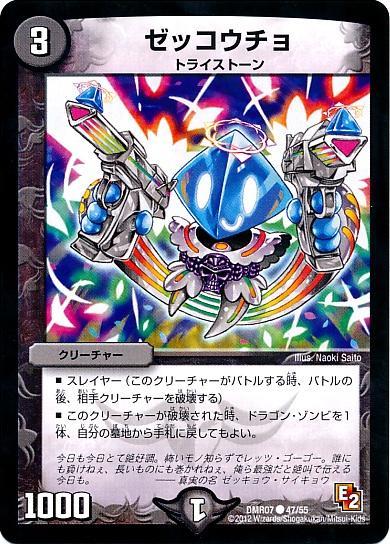 3
ゼッコウチョ
トライストーン
Illus. Naoki Saito
クリーチャー
■ スレイヤー (このクリーチャーがバトルする時、バトルの
後、相手クリーチャーを破壊する)
■ このクリーチャーが破壊された時、ドラゴン・ゾンビを1
体、自分の墓地から手札に戻してもよい。
今日も今日とて絶好調。怖いモノ知らずでレッツ・ゴーゴー。誰に
も負けねぇ、長いものにも巻かれねぇ、俺ら最強だと絶叫で伝える
今日。 —— 真実の名 ゼッキョウ・サイキョウ
1000
1
DMR07 ● 47/55
©2012 Wizards/Shogakukan/Mitsui-Kids
E2